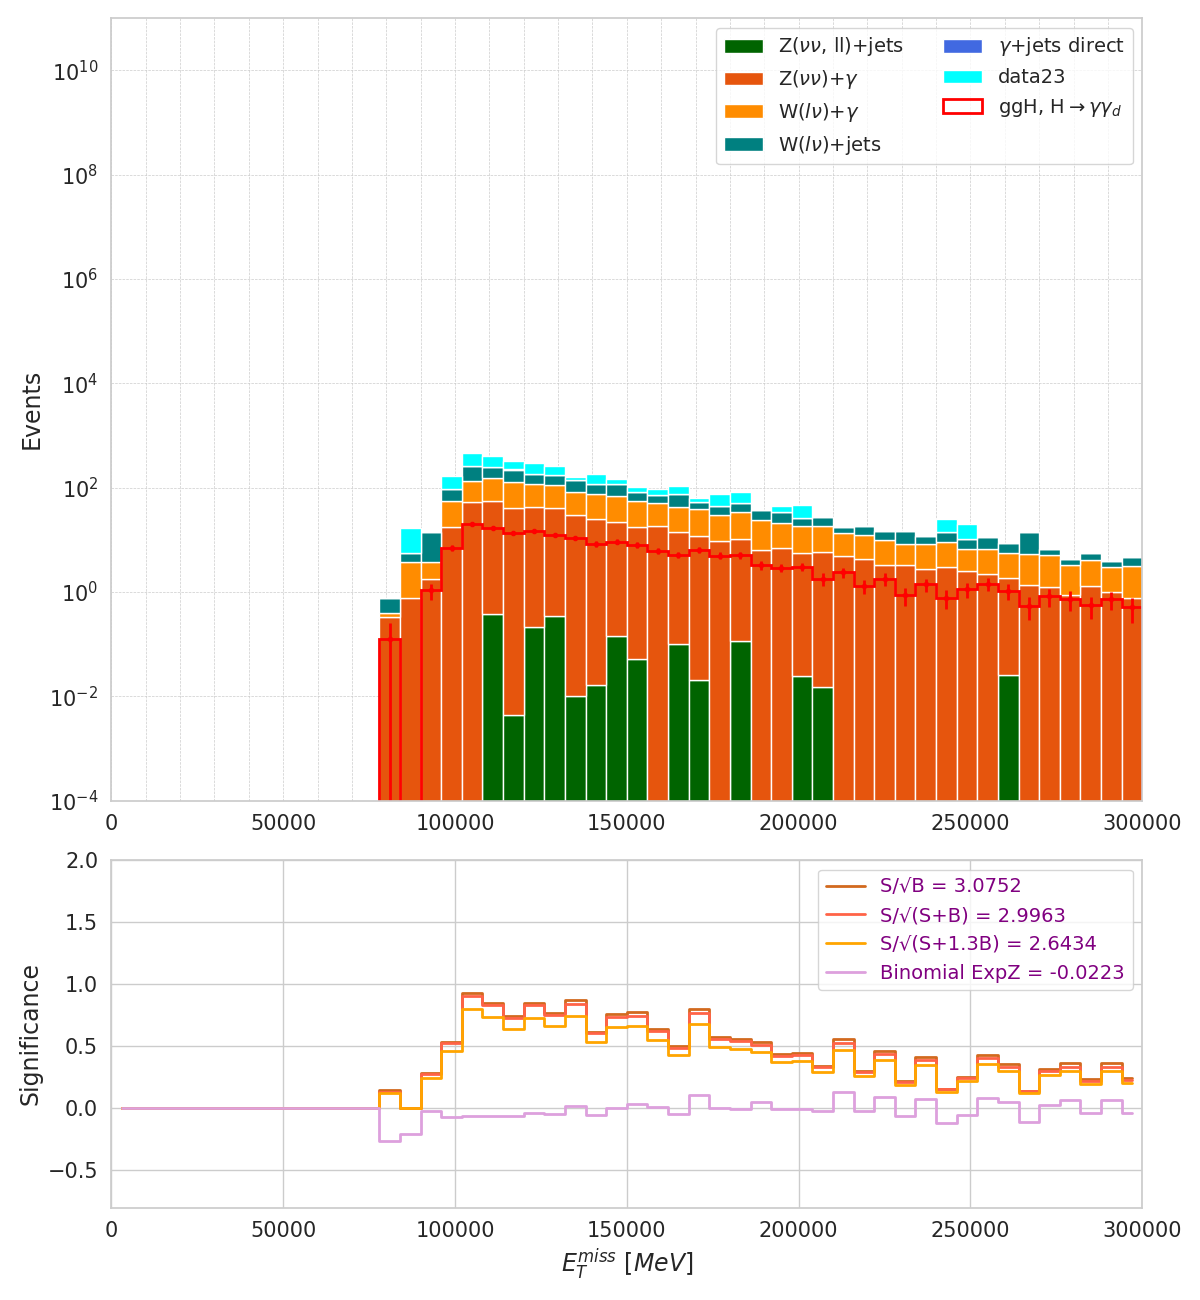 Z(νν, ll)+jets
Z(νν)+γ
W(lν)+γ
W(lν)+jets
γ+jets direct
data23
ggH, H→γγ_d
Events
10^10
10^8
10^6
10^4
10^2
10^0
10^−2
10^−4
0 50000 100000 150000 200000 250000 300000
S/√B = 3.0752
S/√(S+B) = 2.9963
S/√(S+1.3B) = 2.6434
Binomial ExpZ = -0.0223
Significance
2.0
1.5
1.0
0.5
0.0
−0.5
0 50000 100000 150000 200000 250000 300000
E_T^miss [MeV]